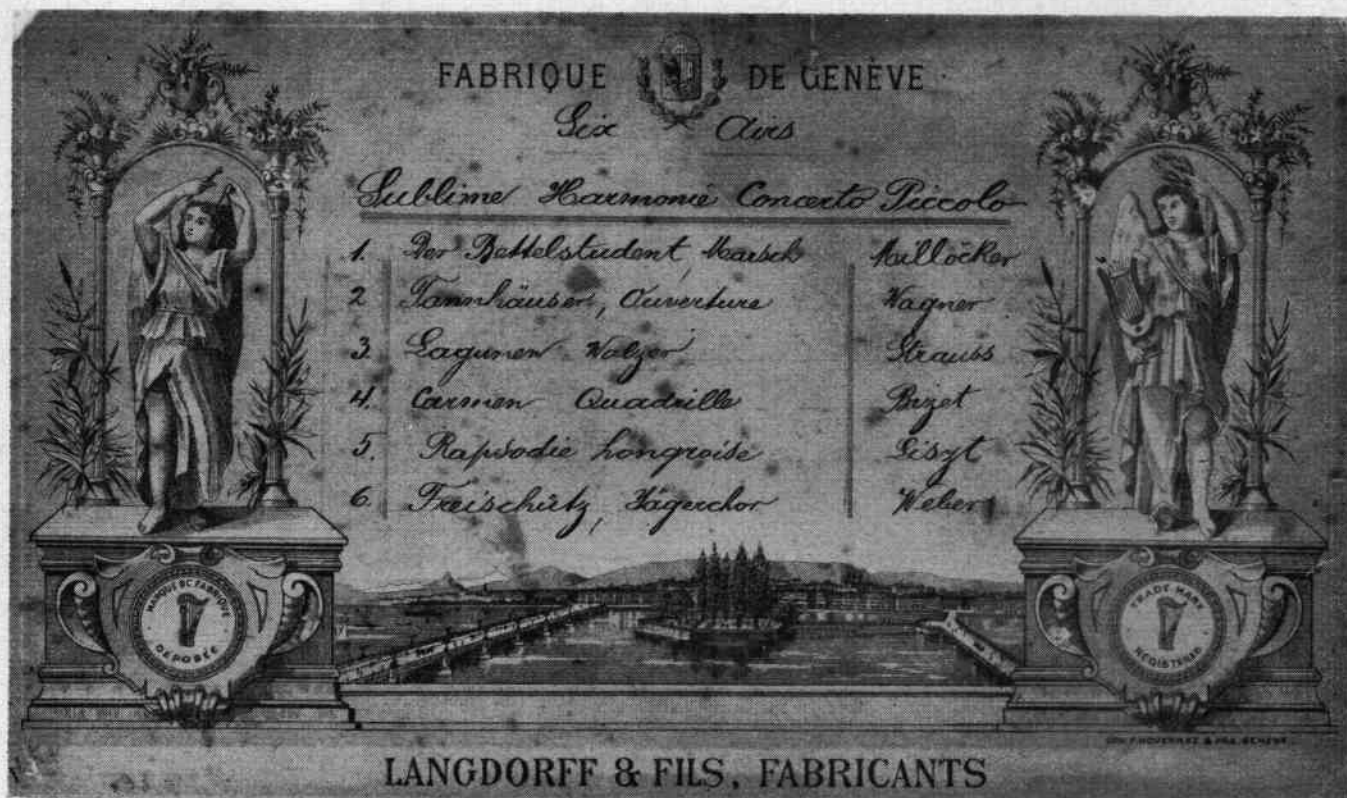 FABRIQUE DE GENÈVE
Six Airs
Sublime Harmonie Concerto Piccolo
1. Der Bettelstudent, Marsch Millöcker
2 Tannhäuser, Ouverture Wagner
3. Lagunen Walzer Strauss
4. Carmen Quadrille Bizet
5. Rapsodie hongroise Liszt
6. Freischütz, Jägerchor Weber
MARQUE DE FABRIQUE
DEPOSÉE
TRADE MARK
REGISTERED
LANGDORFF & FILS, FABRICANTS